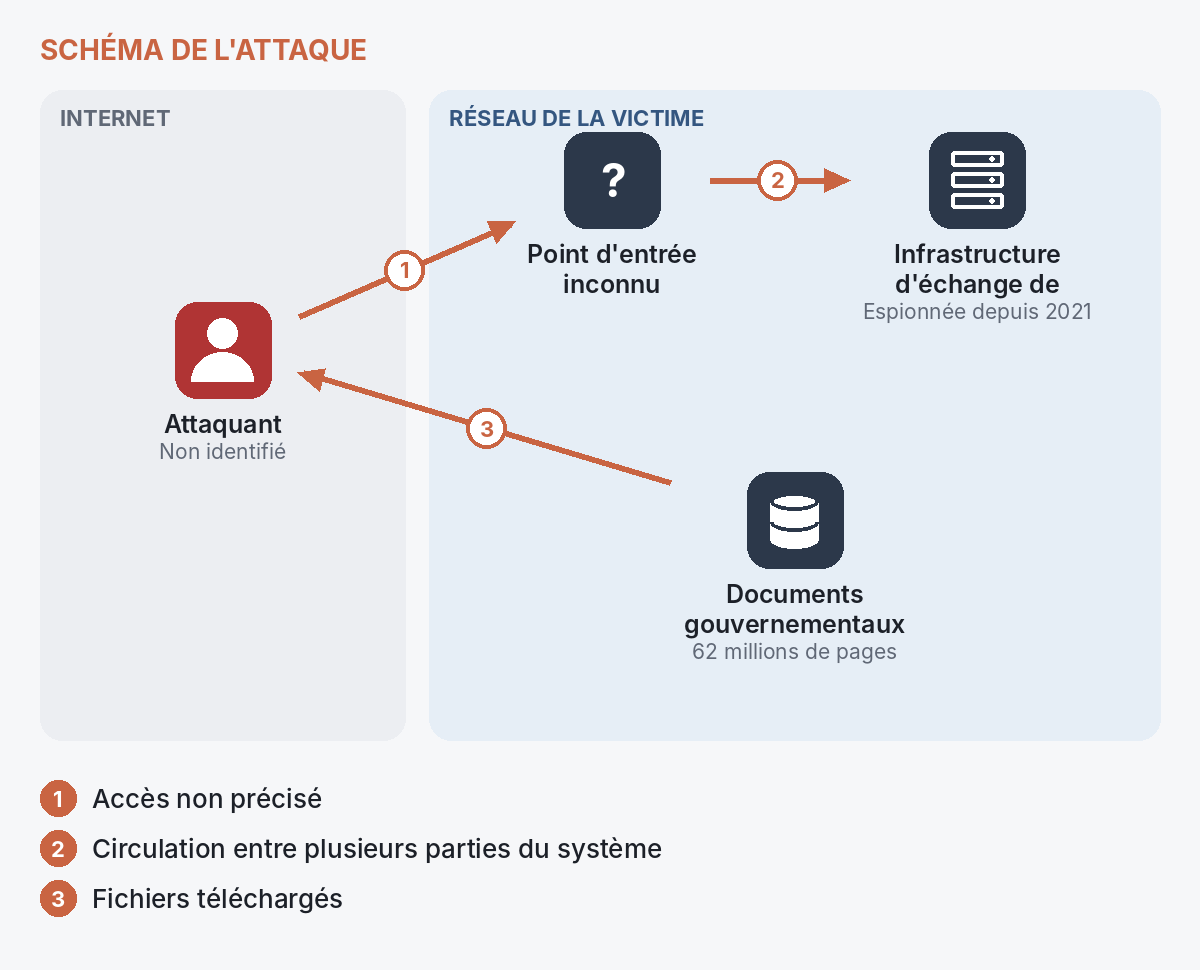 SCHÉMA DE L'ATTAQUE
INTERNET
RÉSEAU DE LA VICTIME
?
2
Point d'entrée
inconnu
Infrastructure
d'échange de
Espionnée depuis 2021
1
Attaquant
Non identifié
3
Documents
gouvernementaux
62 millions de pages
1 Accès non précisé
2 Circulation entre plusieurs parties du système
3 Fichiers téléchargés